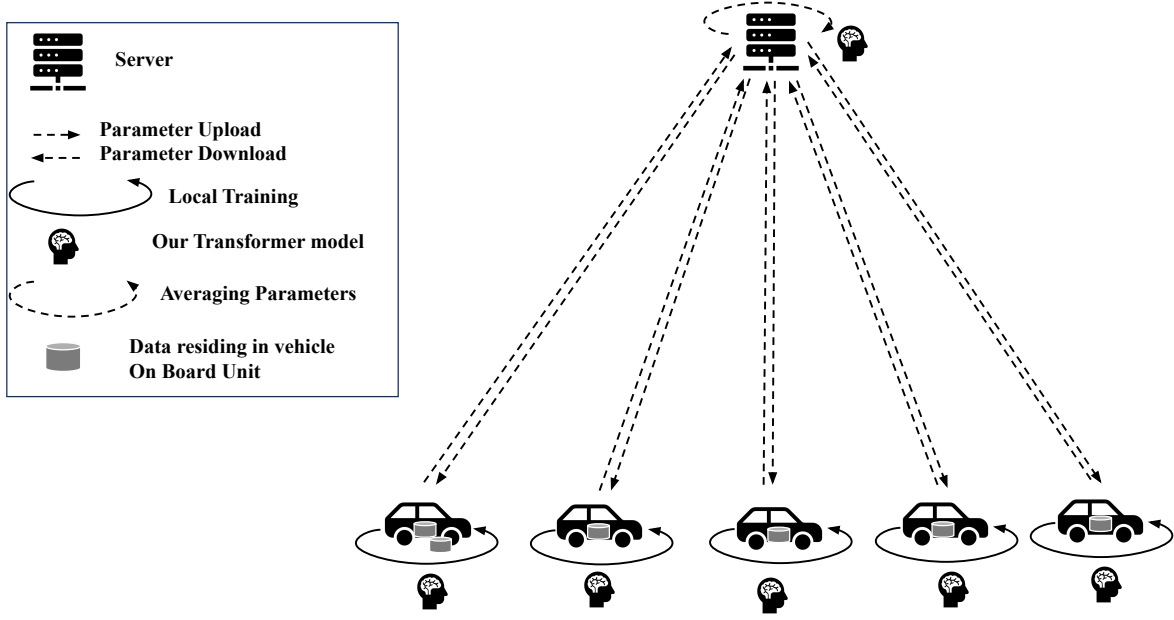 Server
Parameter Upload
Parameter Download
Local Training
Our Transformer model
Averaging Parameters
Data residing in vehicle
On Board Unit